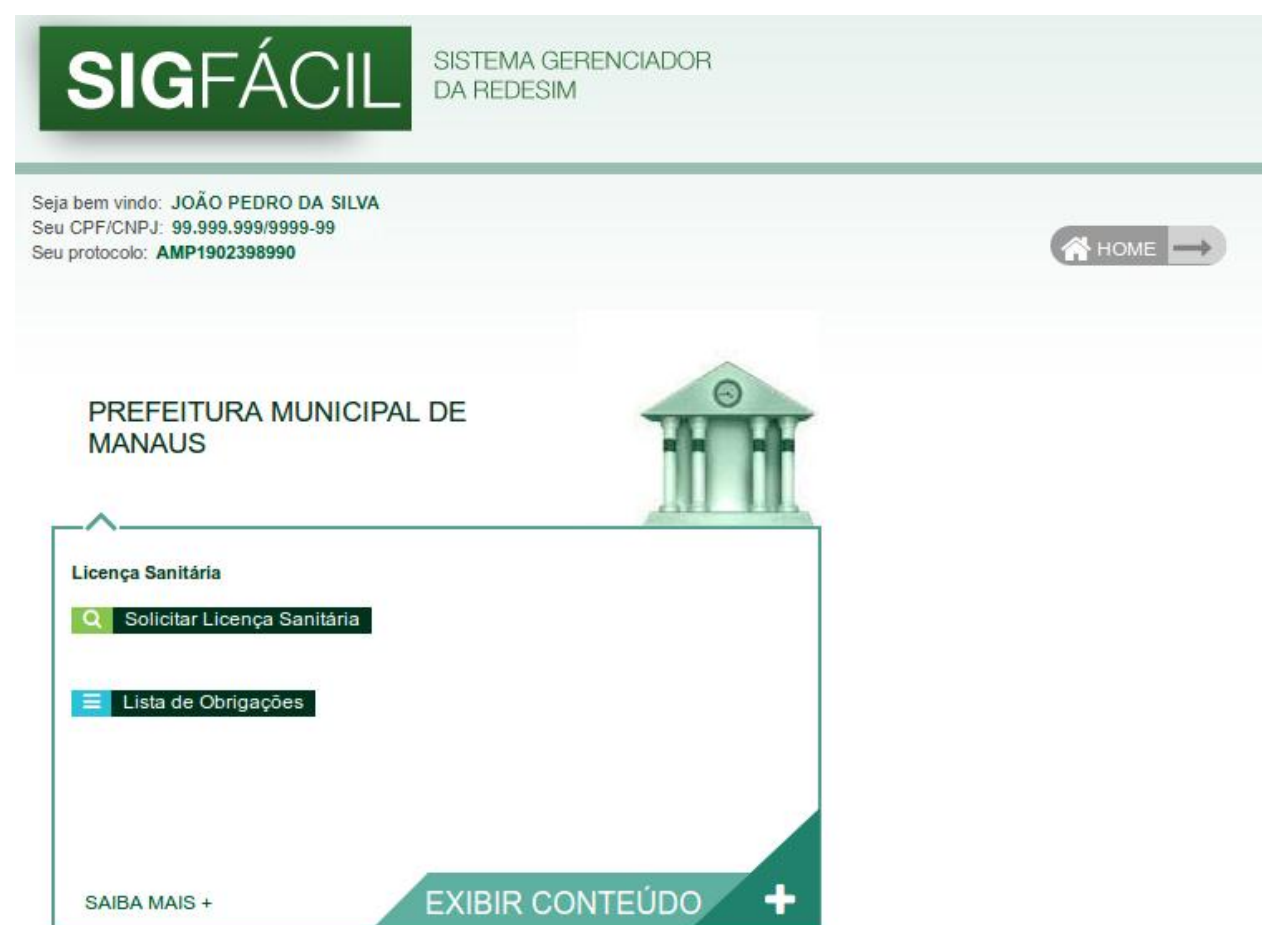 SIGFÁCIL
SISTEMA GERENCIADOR
DA REDESIM
Seja bem vindo: JOÃO PEDRO DA SILVA
Seu CPF/CNPJ: 99.999.999/9999-99
Seu protocolo: AMP1902398990
HOME
PREFEITURA MUNICIPAL DE
MANAUS
Licença Sanitária
Solicitar Licença Sanitária
Lista de Obrigações
SAIBA MAIS +
EXIBIR CONTEÚDO +